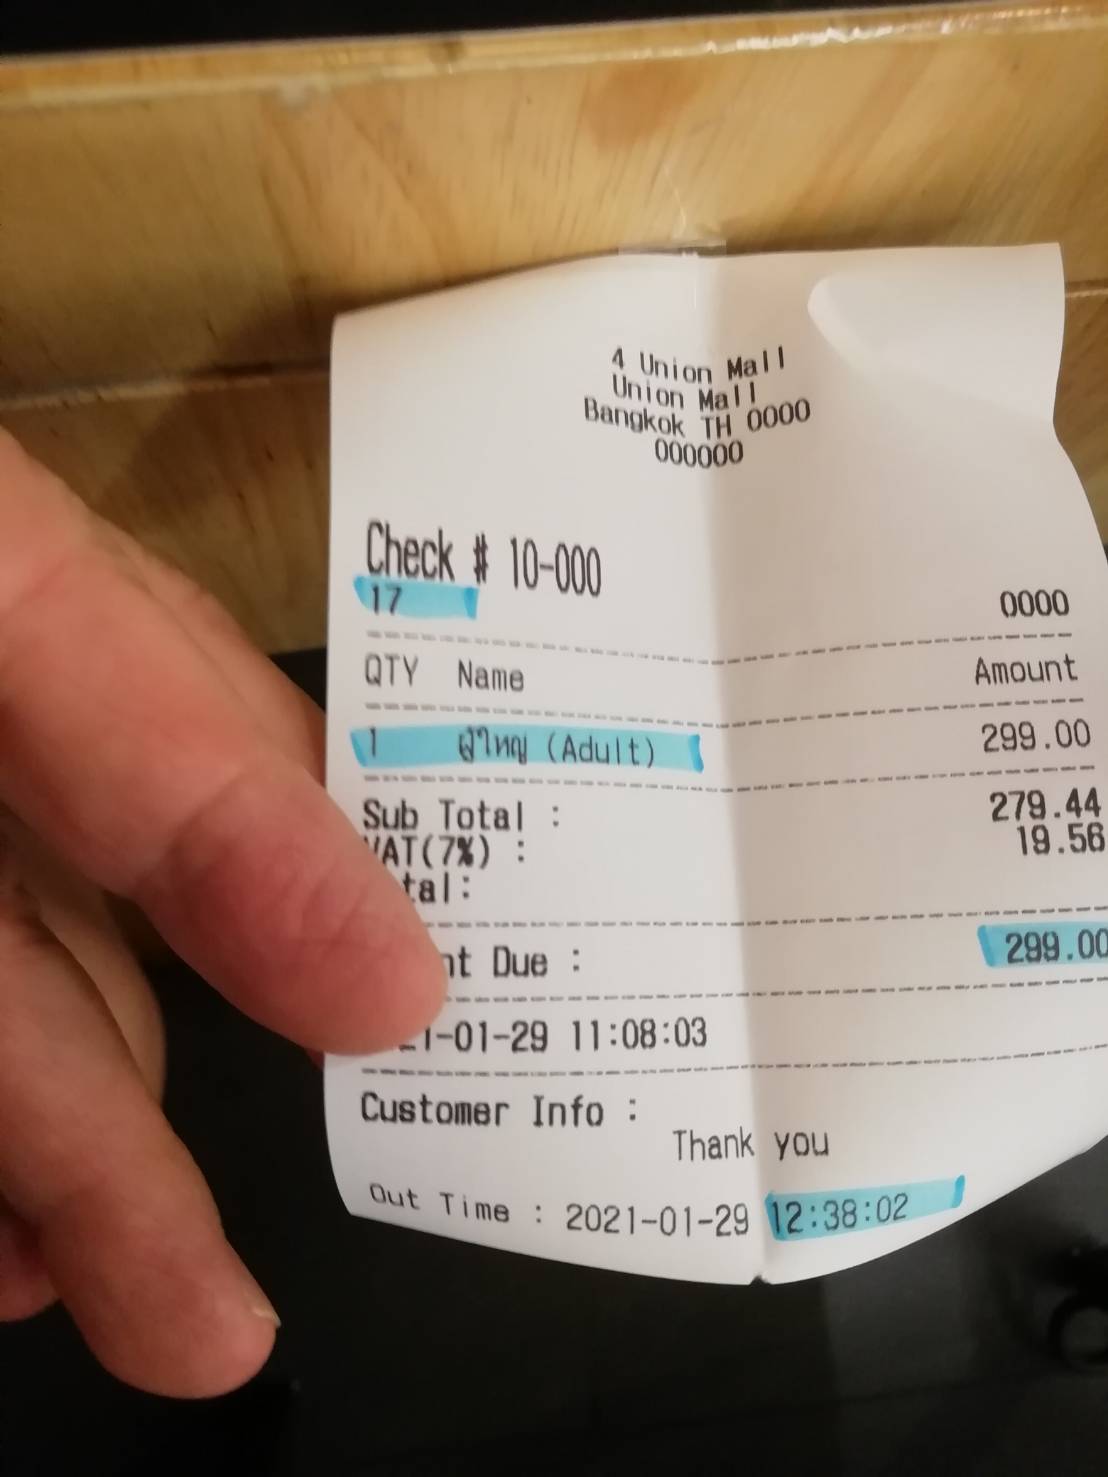 4 Union Mall
Union Mall
Bangkok TH 0000
000000
Check # 10-000
17 0000
QTY Name Amount
1 ผู้ใหญ่ (Adult) 299.00
Sub Total : 279.44
VAT(7%) : 19.56
tal:
nt Due : 299.00
21-01-29 11:08:03
Customer Info :
Thank you
Out Time : 2021-01-29 12:38:02